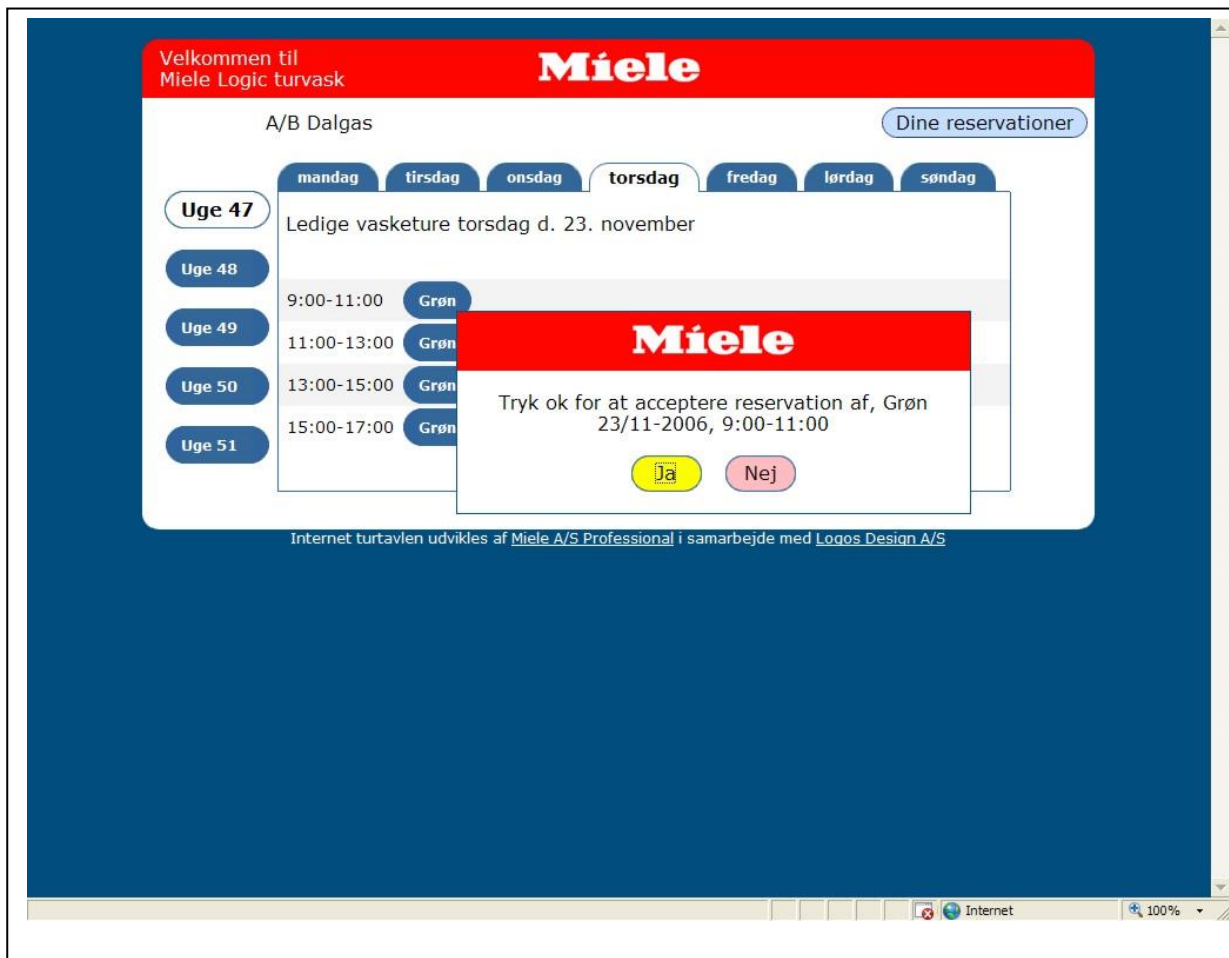 Velkommen til
Miele Logic turvask
Miele
A/B Dalgas
Dine reservationer
mandag tirsdag onsdag torsdag fredag lørdag søndag
Uge 47
Uge 48
Uge 49
Uge 50
Uge 51
Ledige vasketure torsdag d. 23. november
9:00-11:00 Grøn
11:00-13:00 Grøn
13:00-15:00 Grøn
15:00-17:00 Grøn
Miele
Tryk ok for at acceptere reservation af, Grøn
23/11-2006, 9:00-11:00
Ja Nej
Internet turtavlen udvikles af Miele A/S Professional i samarbejde med Logos Design A/S
Internet 100%